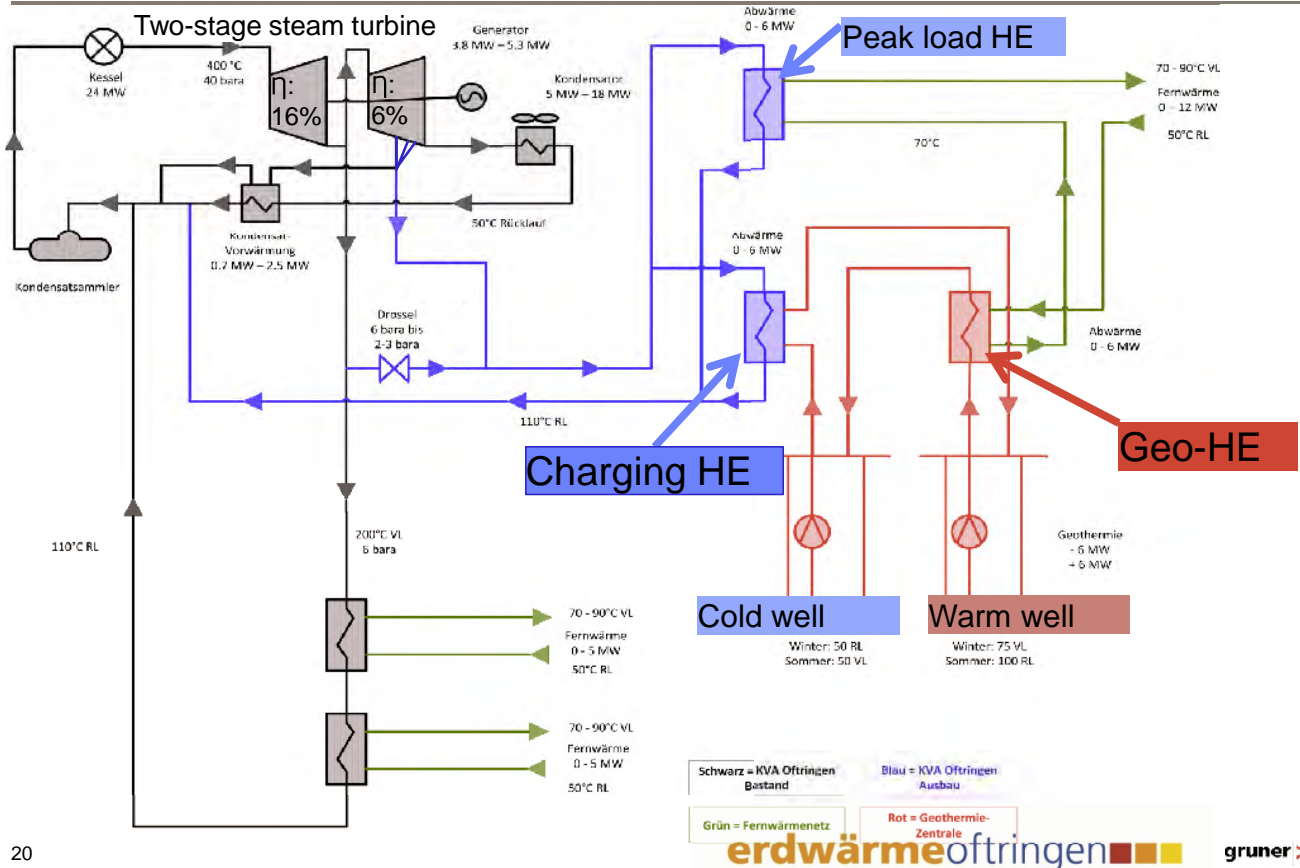 Two-stage steam turbine
Kessel
24 MW
400 °C
40 bara
η:
16%
η:
6%
Generator
3.8 MW – 5.3 MW
Kondensator
5 MW – 18 MW
Abwärme
0 - 6 MW
Peak load HE
70 - 90°C VL
Fernwärme
0 - 12 MW
50°C RL
70°C
50°C Rücklauf
Kondensat-
Vorwärmung
0.7 MW – 2.5 MW
Kondensatsammler
Drossel
6 bara bis
2-3 bara
Abwärme
0 - 6 MW
Abwärme
0 - 6 MW
110°C RL
Charging HE
Geo-HE
110°C RL
200°C VL
6 bara
Geothermie
- 6 MW
+ 6 MW
Cold well
Warm well
Winter: 50 RL
Sommer: 50 VL
Winter: 75 VL
Sommer: 100 RL
70 - 90°C VL
Fernwärme
0 - 5 MW
50°C RL
70 - 90°C VL
Fernwärme
0 - 5 MW
50°C RL
Schwarz = KVA Oftringen
Bestand
Blau = KVA Oftringen
Ausbau
Grün = Fernwärmenetz
Rot = Geothermie-
Zentrale
20
erdwärmeoftringen
gruner